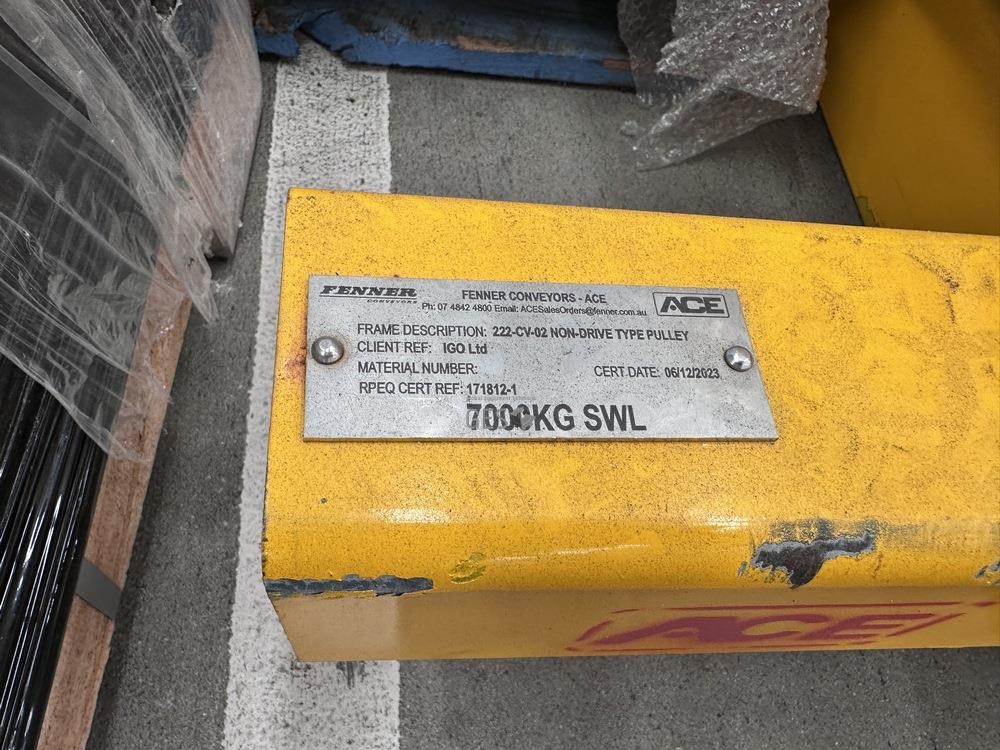 FENNER
CONVEYORS
FENNER CONVEYORS - ACE
Ph: 07 4842 4800 Email: ACESalesOrders@fenner.com.au
ACE
FRAME DESCRIPTION: 222-CV-02 NON-DRIVE TYPE PULLEY
CLIENT REF: IGO Ltd
MATERIAL NUMBER:
CERT.DATE: 06/12/2023
RPEQ CERT REF: 171812-1
7000KG SWL
ACE